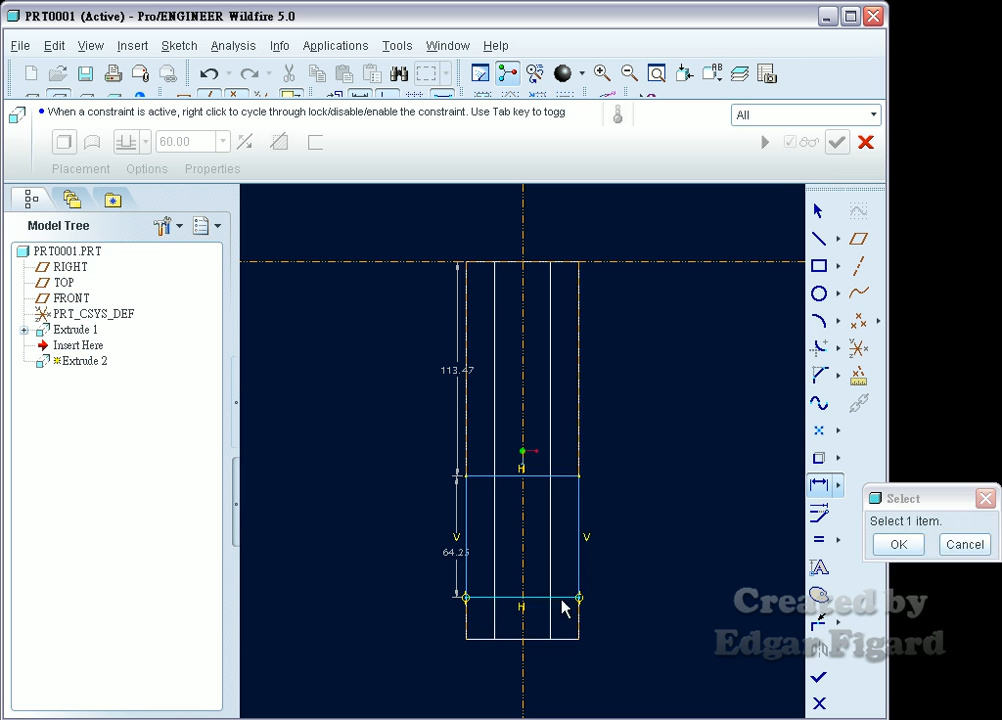 PRT0001 (Active) - Pro/ENGINEER Wildfire 5.0
File Edit View Insert Sketch Analysis Info Applications Tools Window Help
When a constraint is active, right click to cycle through lock/disable/enable the constraint. Use Tab key to togg
All
60.00
Placement Options Properties
Model Tree
PRT0001.PRT
RIGHT
TOP
FRONT
PRT_CSYS_DEF
Extrude 1
Insert Here
Extrude 2
113.47
H
V
V
64.25
H
Select
Select 1 item.
OK Cancel
Created by
Edgar Figard